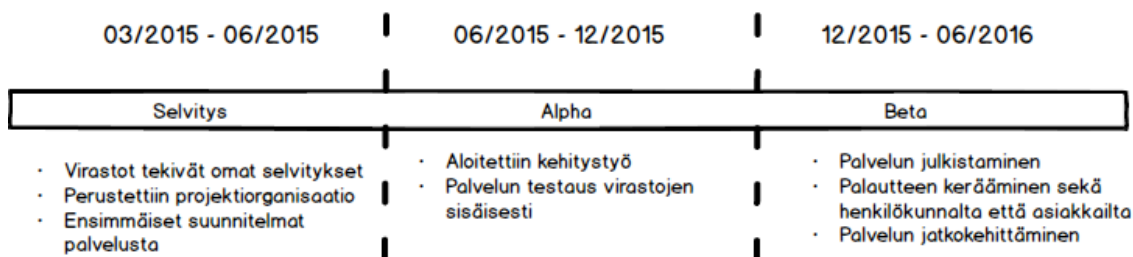 03/2015 - 06/2015
06/2015 - 12/2015
12/2015 - 06/2016
Selvitys
Alpha
Beta
· Virastot tekivät omat selvitykset
· Perustettiin projektiorganisaatio
· Ensimmäiset suunnitelmat
palvelusta
· Aloitettiin kehitystyö
· Palvelun testaus virastojen
sisäisesti
· Palvelun julkistaminen
· Palautteen kerääminen sekä
henkilökunnalta että asiakkailta
· Palvelun jatkokehittäminen